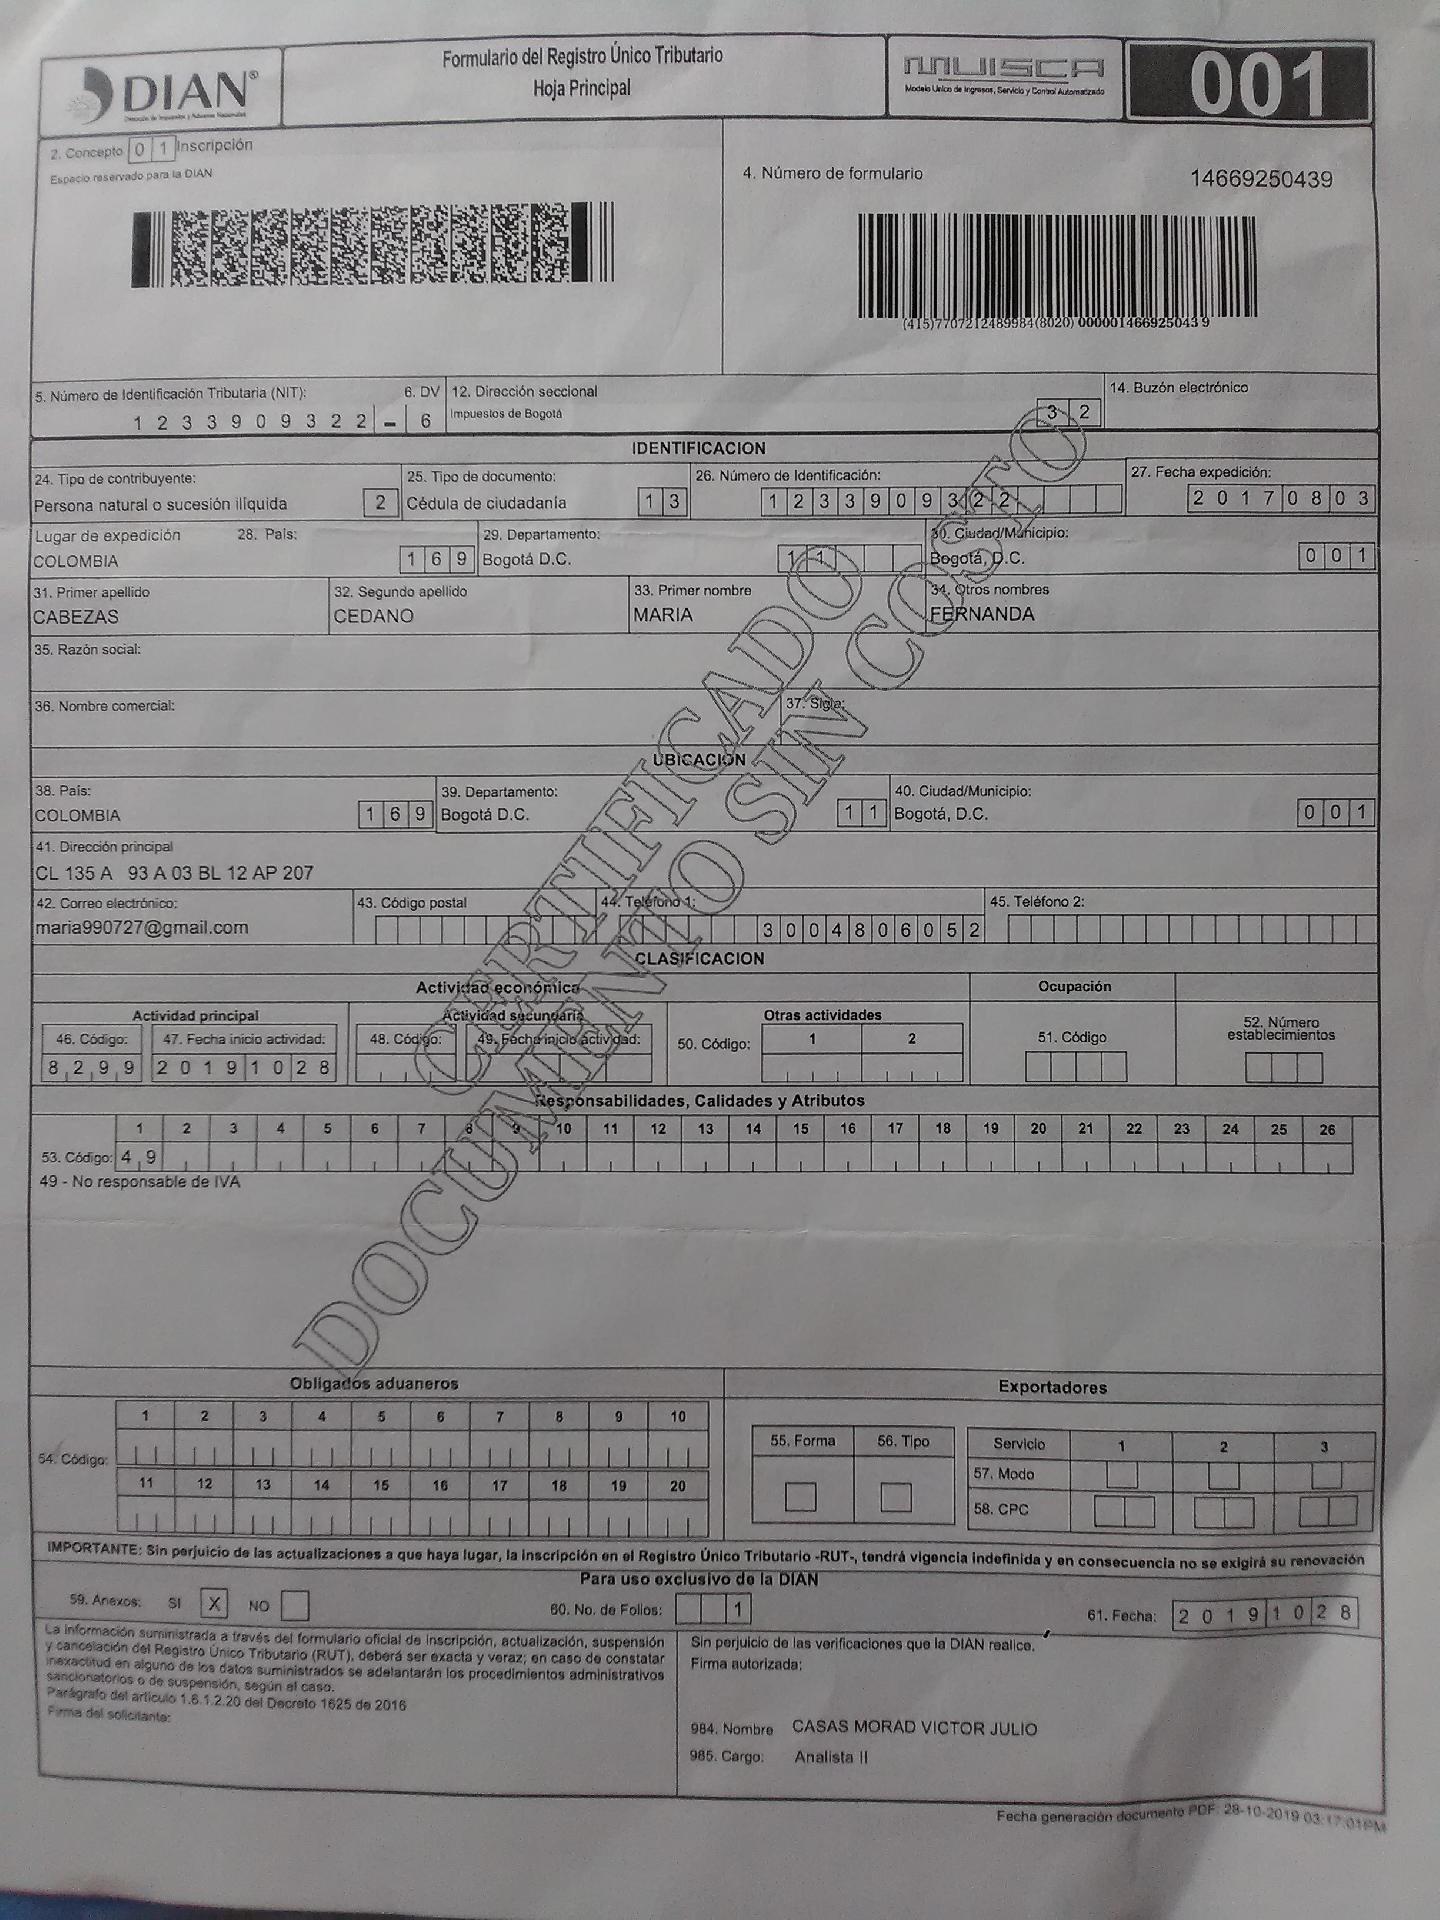 DIAN®
Dirección de Impuestos y Aduanas Nacionales
Formulario del Registro Único Tributario
Hoja Principal
MUISCA
Modelo Unico de Ingresos, Servicio y Control Automatizado
001
2. Concepto 0 1 Inscripción
Espacio reservado para la DIAN
4. Número de formulario 14669250439
(415)7707212489984(8020) 000001466925043 9
5. Número de Identificación Tributaria (NIT): 6. DV 12. Dirección seccional 14. Buzón electrónico
1 2 3 3 9 0 9 3 2 2 - 6 Impuestos de Bogotá 3 2
IDENTIFICACION
24. Tipo de contribuyente: 25. Tipo de documento: 26. Número de Identificación: 27. Fecha expedición:
Persona natural o sucesión ilíquida 2 Cédula de ciudadanía 1 3 1 2 3 3 9 0 9 3 2 2 2 0 1 7 0 8 0 3
Lugar de expedición 28. País: 29. Departamento: 30. Ciudad/Municipio:
COLOMBIA 1 6 9 Bogotá D.C. 1 1 Bogotá, D.C. 0 0 1
31. Primer apellido 32. Segundo apellido 33. Primer nombre 34. Otros nombres
CABEZAS CEDANO MARIA FERNANDA
35. Razón social:
36. Nombre comercial: 37. Sigla:
UBICACION
38. País: 39. Departamento: 40. Ciudad/Municipio:
COLOMBIA 1 6 9 Bogotá D.C. 1 1 Bogotá, D.C. 0 0 1
41. Dirección principal
CL 135 A 93 A 03 BL 12 AP 207
42. Correo electrónico: 43. Código postal 44. Teléfono 1: 45. Teléfono 2:
maria990727@gmail.com 3 0 0 4 8 0 6 0 5 2
CLASIFICACION
Actividad económica Ocupación
Actividad principal Actividad secundaria Otras actividades 52. Número establecimientos
46. Código: 47. Fecha inicio actividad: 48. Código: 49. Fecha inicio actividad: 50. Código: 1 2 51. Código
8 2 9 9 2 0 1 9 1 0 2 8
Responsabilidades, Calidades y Atributos
1 2 3 4 5 6 7 8 9 10 11 12 13 14 15 16 17 18 19 20 21 22 23 24 25 26
53. Código: 4 9
49 - No responsable de IVA
CERTIFICADO
DOCUMENTO SIN COSTO
Obligados aduaneros Exportadores
1 2 3 4 5 6 7 8 9 10
54. Código:
11 12 13 14 15 16 17 18 19 20
55. Forma 56. Tipo Servicio 1 2 3
57. Modo
58. CPC
IMPORTANTE: Sin perjuicio de las actualizaciones a que haya lugar, la inscripción en el Registro Único Tributario -RUT-, tendrá vigencia indefinida y en consecuencia no se exigirá su renovación
Para uso exclusivo de la DIAN
59. Anexos: SI X NO 60. No. de Folios: 1 61. Fecha: 2 0 1 9 1 0 2 8
La información suministrada a través del formulario oficial de inscripción, actualización, suspensión
y cancelación del Registro Único Tributario (RUT), deberá ser exacta y veraz; en caso de constatar
inexactitud en alguno de los datos suministrados se adelantarán los procedimientos administrativos
sancionatorios o de suspensión, según el caso.
Parágrafo del artículo 1.6.1.2.20 del Decreto 1625 de 2016
Firma del solicitante:
Sin perjuicio de las verificaciones que la DIAN realice.
Firma autorizada:
984. Nombre CASAS MORAD VICTOR JULIO
985. Cargo: Analista II
Fecha generación documento PDF: 28-10-2019 03:17:01PM